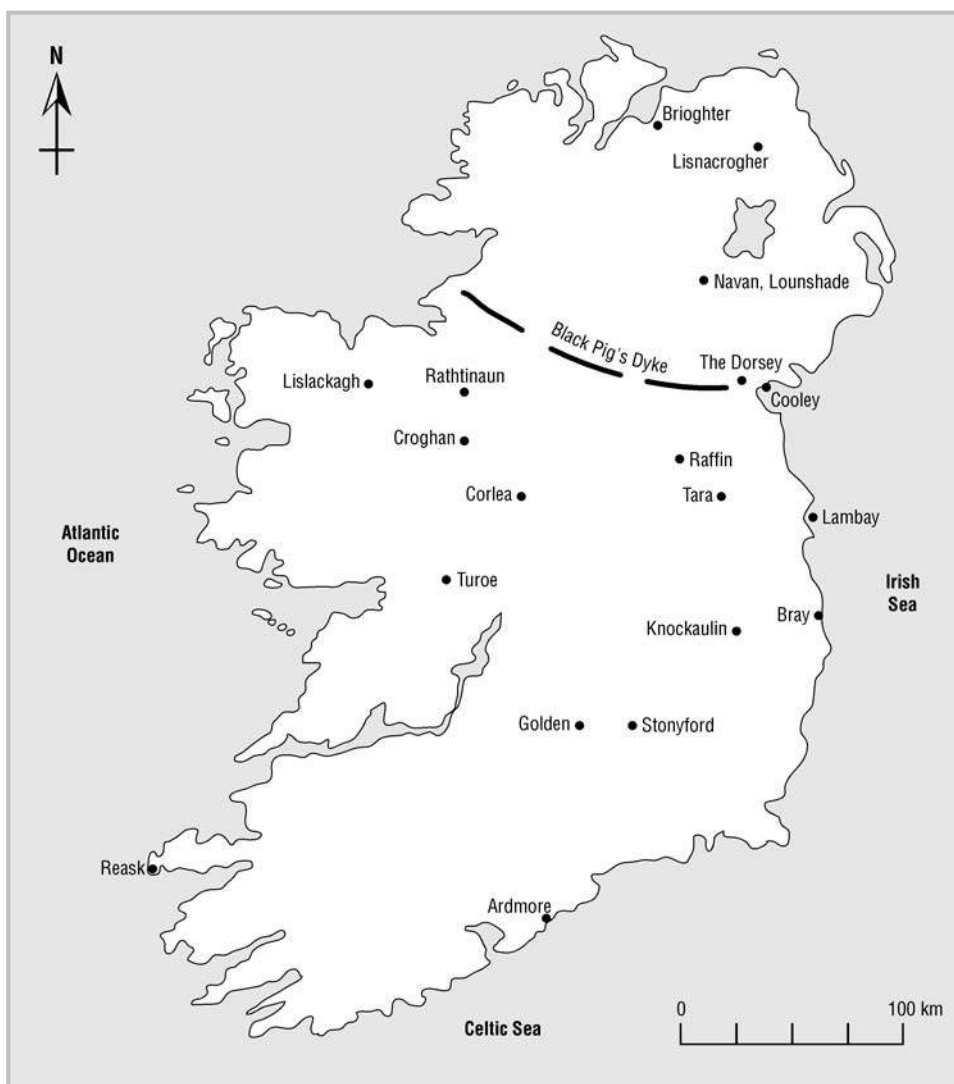 N
Brioghter
Lisnacrogher
Navan, Lounshade
Black Pig's Dyke
The Dorsey
Cooley
Lislackagh
Rathtinaun
Croghan
Raffin
Corlea
Tara
Lambay
Atlantic
Ocean
Turoe
Irish
Sea
Bray
Knockaulin
Golden
Stonyford
Reask
Ardmore
0
100 km
Celtic Sea